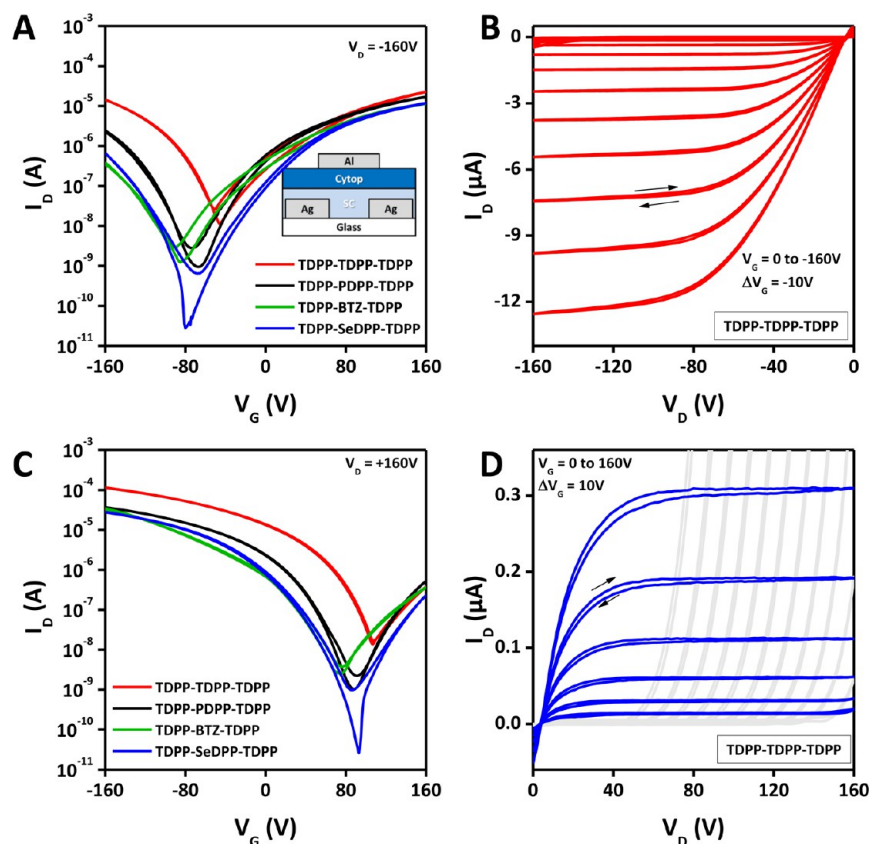 A
V_D = -160V
10^-3
10^-4
10^-5
10^-6
10^-7
10^-8
10^-9
10^-10
10^-11
I_D (A)
Al
Cytop
SC
Ag Ag
Glass
TDPP-TDPP-TDPP
TDPP-PDPP-TDPP
TDPP-BTZ-TDPP
TDPP-SeDPP-TDPP
-160 -80 0 80 160
V_G (V)
B
0
-3
-6
-9
-12
I_D (µA)
V_G = 0 to -160V
ΔV_G = -10V
TDPP-TDPP-TDPP
-160 -120 -80 -40 0
V_D (V)
C
V_D = +160V
10^-3
10^-4
10^-5
10^-6
10^-7
10^-8
10^-9
10^-10
10^-11
I_D (A)
TDPP-TDPP-TDPP
TDPP-PDPP-TDPP
TDPP-BTZ-TDPP
TDPP-SeDPP-TDPP
-160 -80 0 80 160
V_G (V)
D
V_G = 0 to 160V
ΔV_G = 10V
0.3
0.2
0.1
0.0
I_D (µA)
TDPP-TDPP-TDPP
0 40 80 120 160
V_D (V)